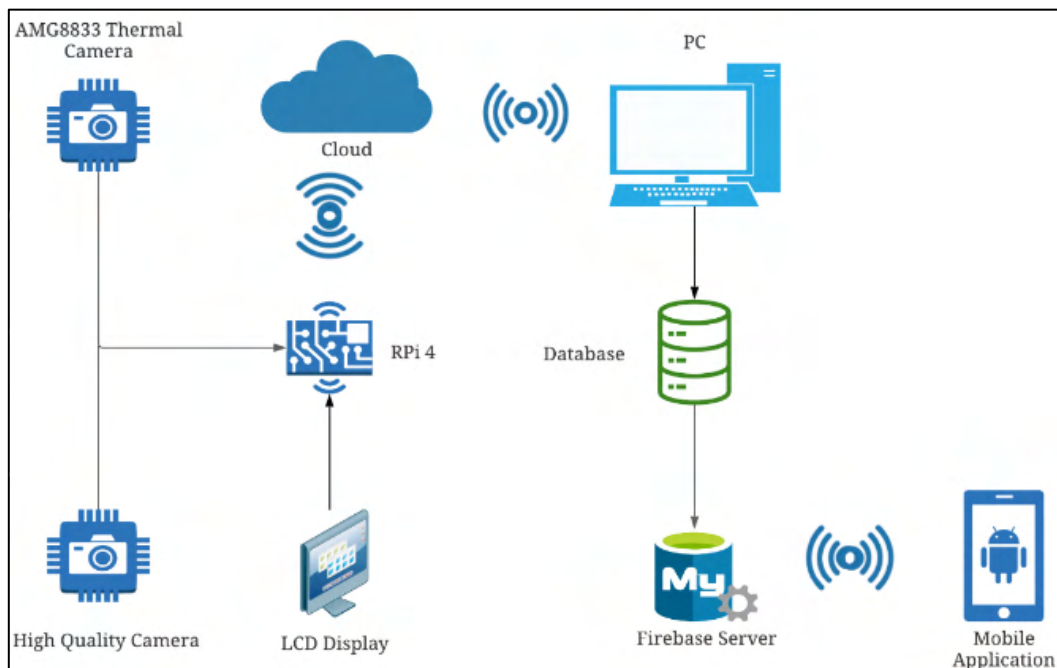 AMG8833 Thermal
Camera
PC
Cloud
RPi 4
Database
My
High Quality Camera
LCD Display
Firebase Server
Mobile
Application